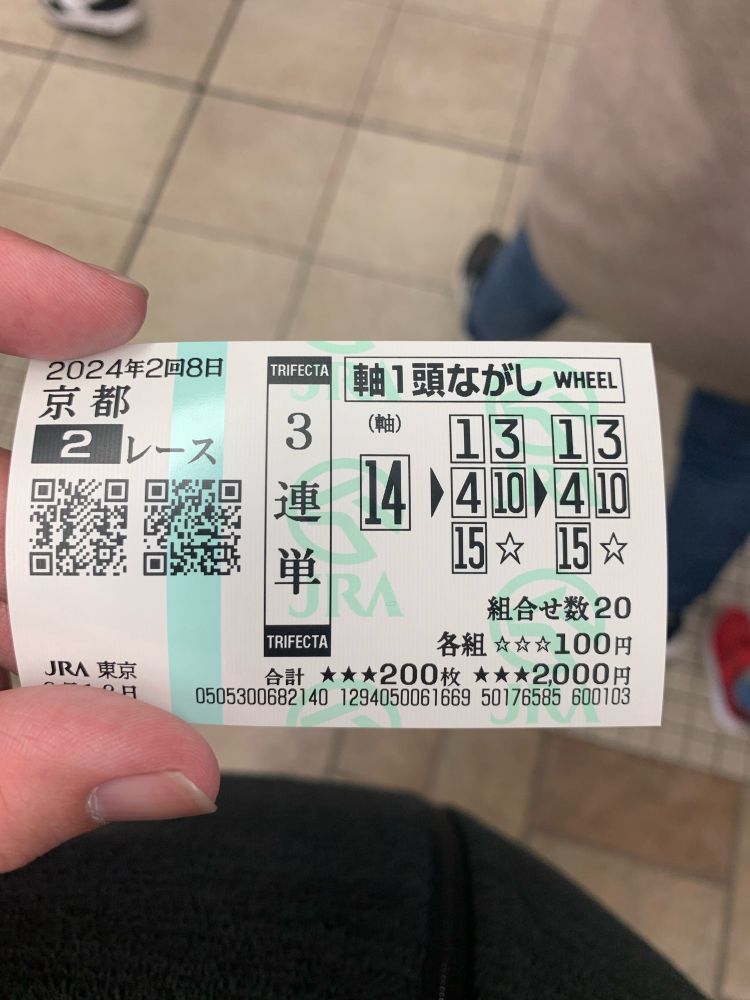 2024年2回8日
京都
2レース
TRIFECTA
3連単
TRIFECTA
軸1頭ながし WHEEL
(軸)
14
1 3
4 10
15 ☆
1 3
4 10
15 ☆
組合せ数20
各組 ☆☆☆100円
合計 ★★★200枚 ★★★2,000円
JRA 東京
0505300682140 1294050061669 50176585 600103
JRA
JRA
JRA